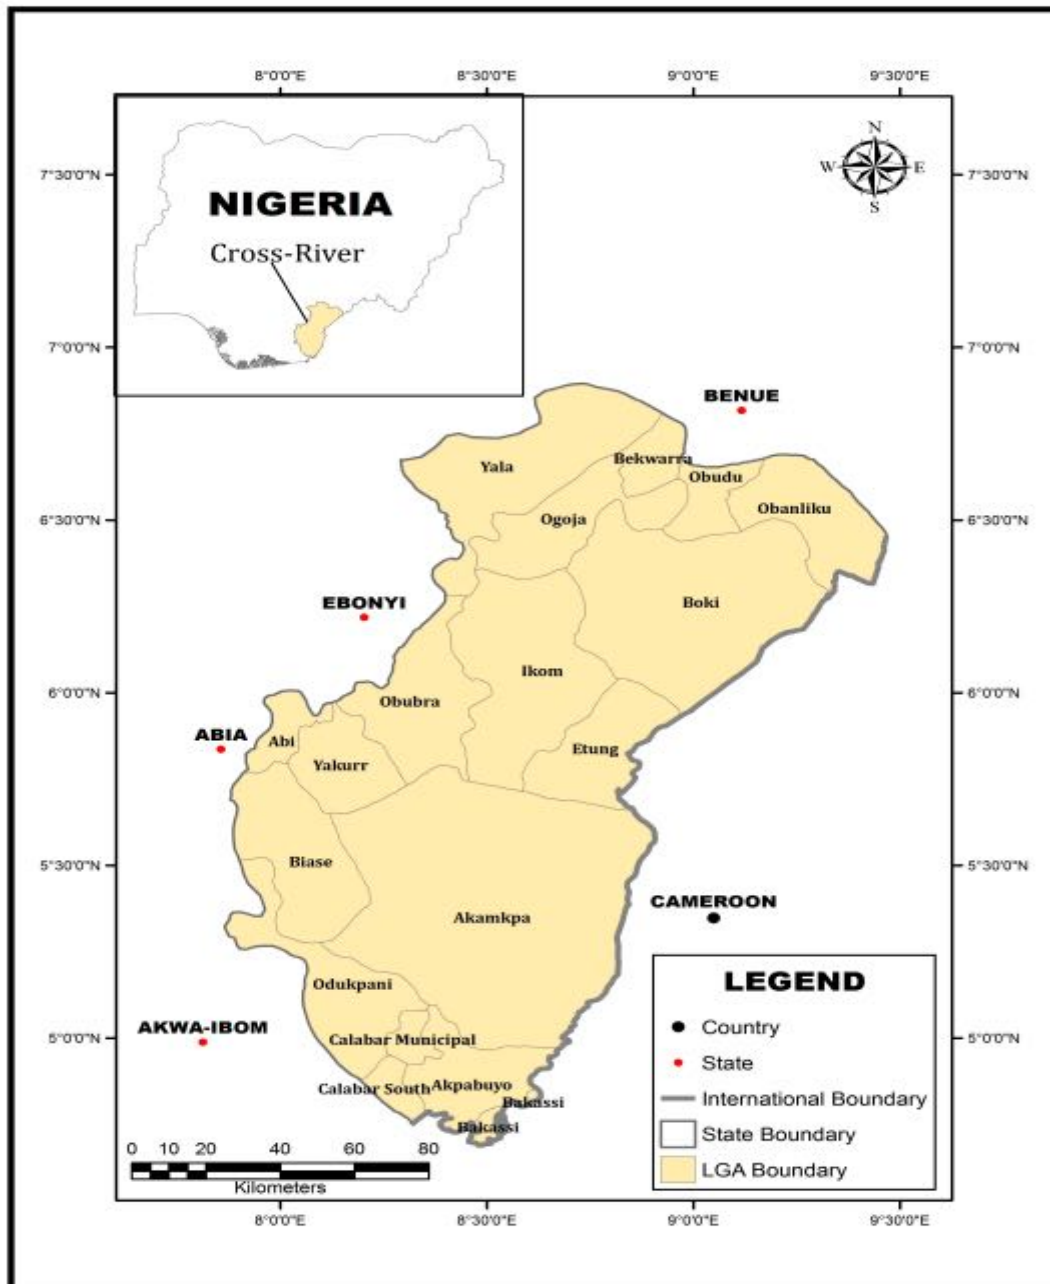 8°0'0"E 8°30'0"E 9°0'0"E 9°30'0"E
N
W E
S
7°30'0"N 7°30'0"N
NIGERIA
Cross-River
7°0'0"N 7°0'0"N
BENUE
Bekwarra
Yala
Obudu
Obanliku
Ogoja
6°30'0"N 6°30'0"N
EBONYI
Boki
Ikom
6°0'0"N 6°0'0"N
Obubra
ABIA
Abi
Etung
Yakurr
Biase
5°30'0"N 5°30'0"N
CAMEROON
Akamkpa
LEGEND
Country
State
International Boundary
State Boundary
LGA Boundary
Odukpani
AKWA-IBOM
Calabar Municipal
5°0'0"N 5°0'0"N
Calabar South
Akpabuyo
Bakassi
Bakassi
0 10 20 40 60 80
Kilometers
8°0'0"E 8°30'0"E 9°0'0"E 9°30'0"E